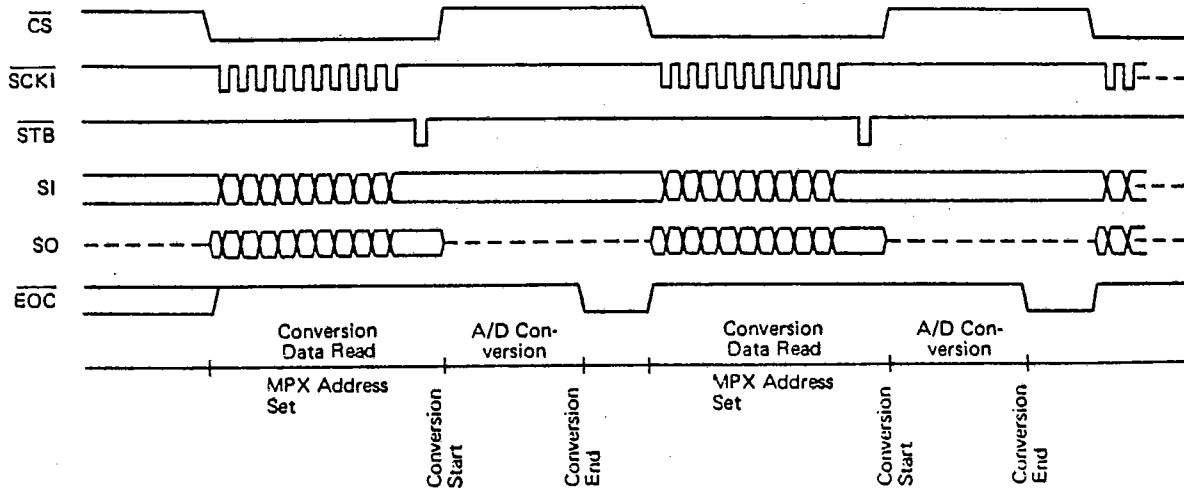 CS
SCKI
STB
SI
SO
EOC
Conversion
Data Read
A/D Con-
version
Conversion
Data Read
A/D Con-
version
MPX Address
Set
MPX Address
Set
Conversion
Start
Conversion
End
Conversion
Start
Conversion
End